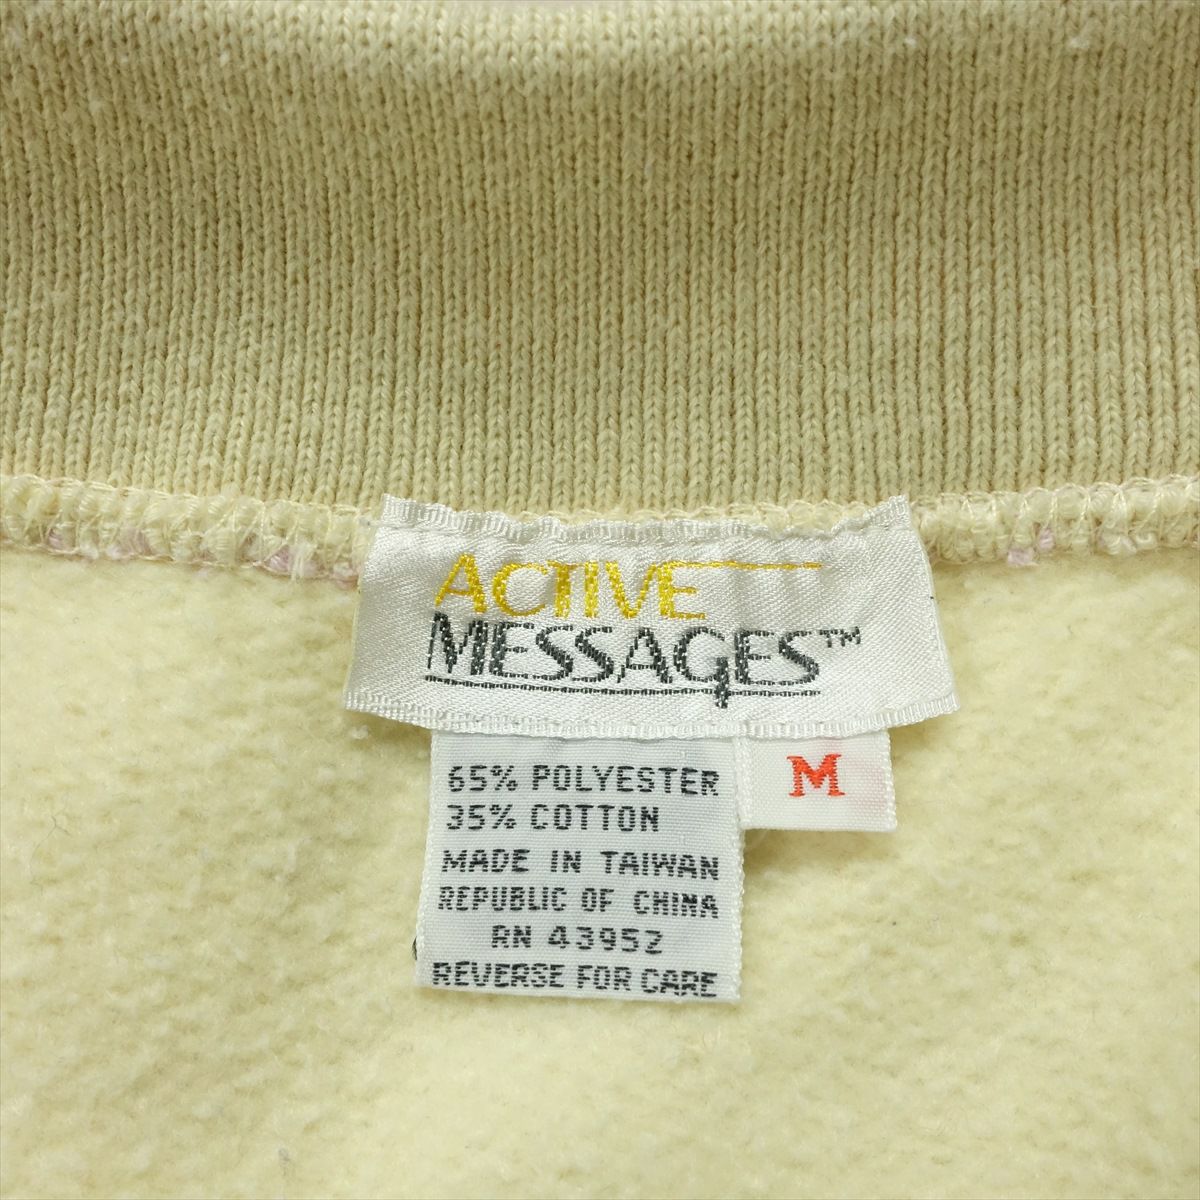 ACTIVE
MESSAGES™
M
65% POLYESTER
35% COTTON
MADE IN TAIWAN
REPUBLIC OF CHINA
RN 43952
REVERSE FOR CARE